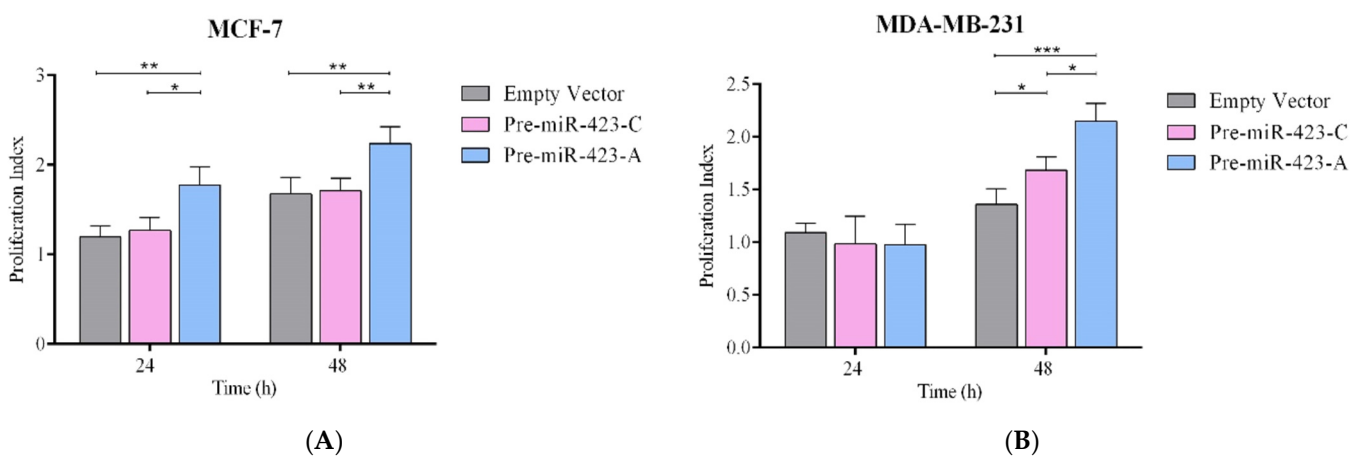 MCF-7
** **
* **
3
2
1
0
Proliferation Index
24 48
Time (h)
Empty Vector
Pre-miR-423-C
Pre-miR-423-A
(A)
MDA-MB-231
***
*
*
2.5
2.0
1.5
1.0
0.5
0.0
Proliferation Index
24 48
Time (h)
Empty Vector
Pre-miR-423-C
Pre-miR-423-A
(B)